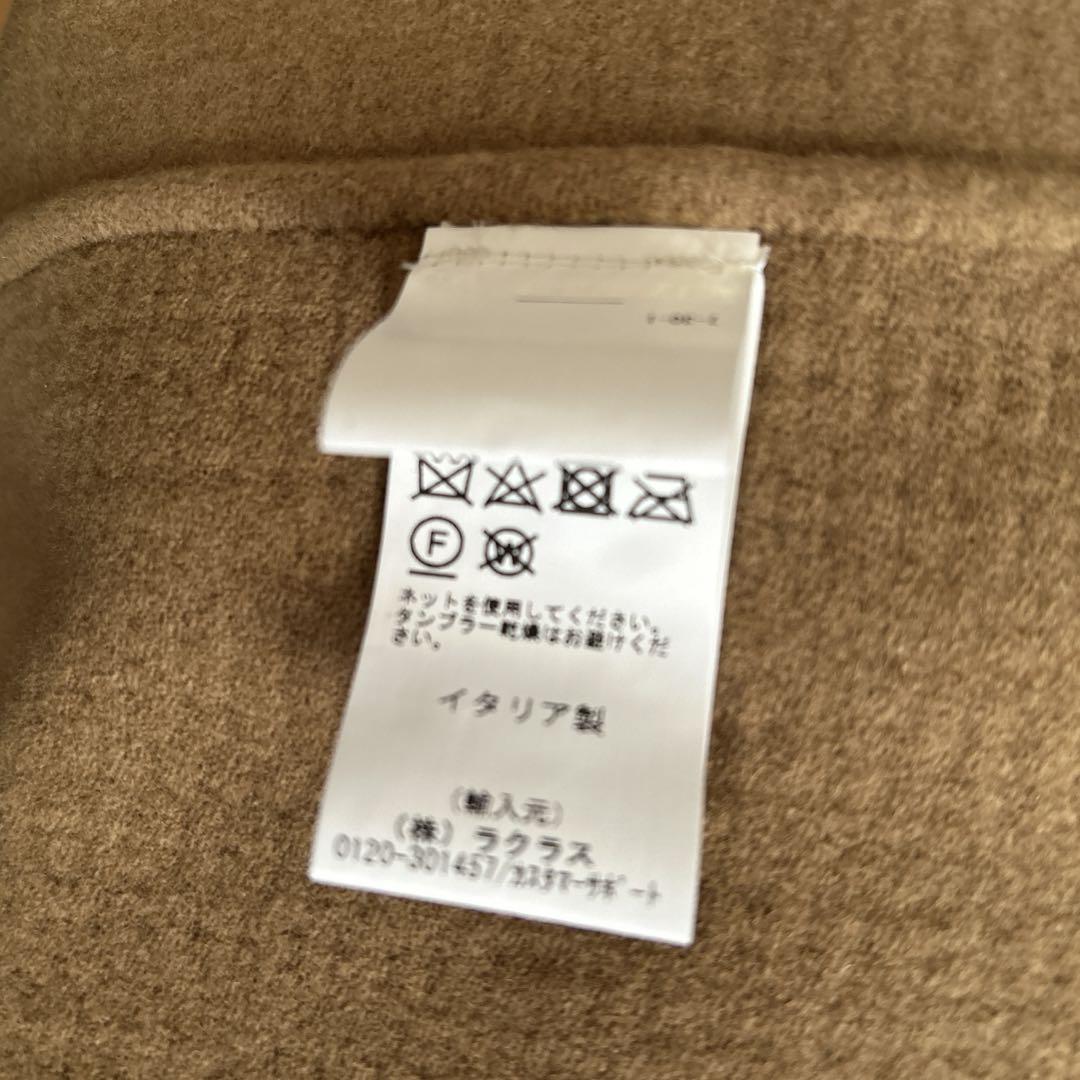 F W
ネットを使用してください。
タンブラー乾燥はお避けくだ
さい。
イタリア製
(輸入元)
(株) ラクラス
0120-301457/ｶｽﾀﾏｰｻﾎﾟｰﾄ